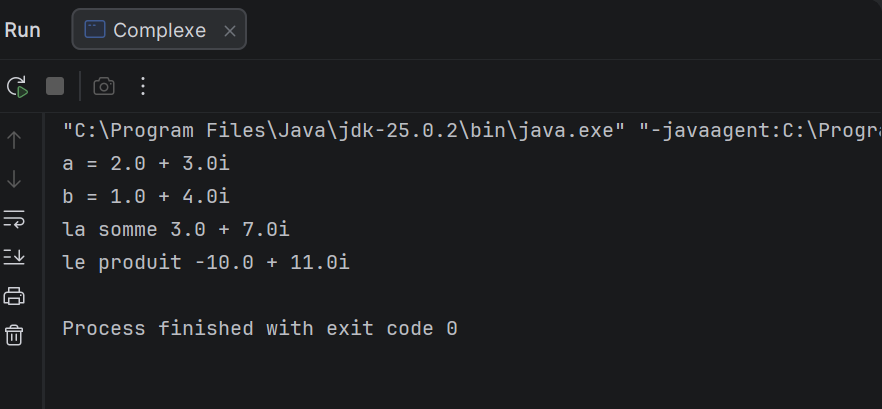 Run
Complexe
"C:\Program Files\Java\jdk-25.0.2\bin\java.exe" "-javaagent:C:\Progra
a = 2.0 + 3.0i
b = 1.0 + 4.0i
la somme 3.0 + 7.0i
le produit -10.0 + 11.0i
Process finished with exit code 0